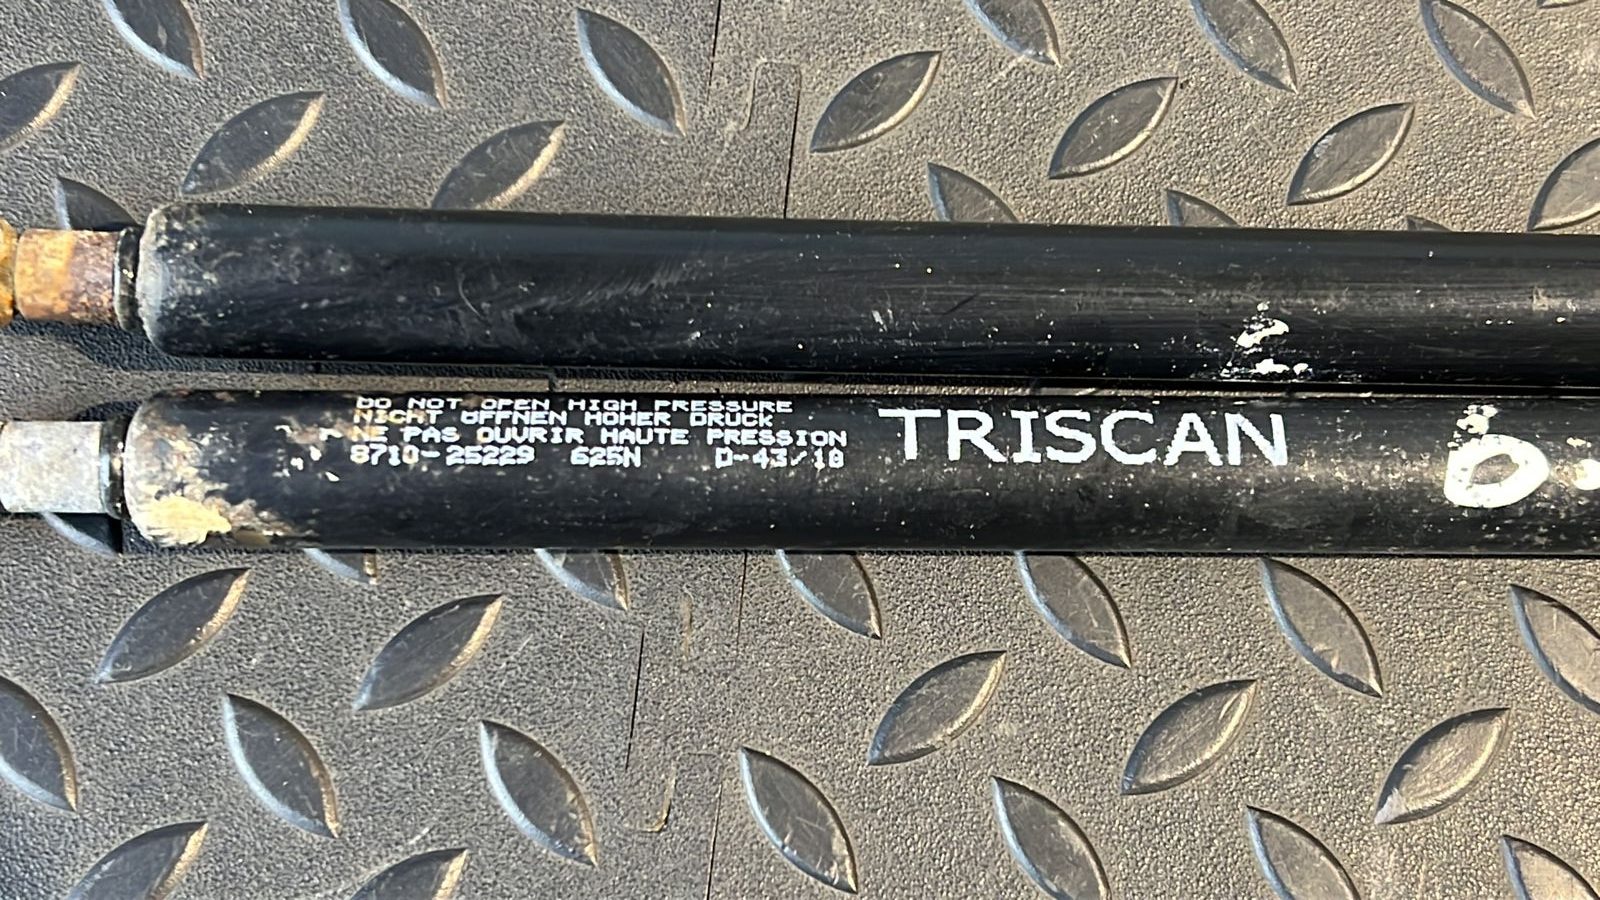 DO NOT OPEN HIGH PRESSURE
NICHT ÖFFNEN HOHER DRUCK
NE PAS OUVRIR HAUTE PRESSION
8710-25229 625N D-43/18
TRISCAN